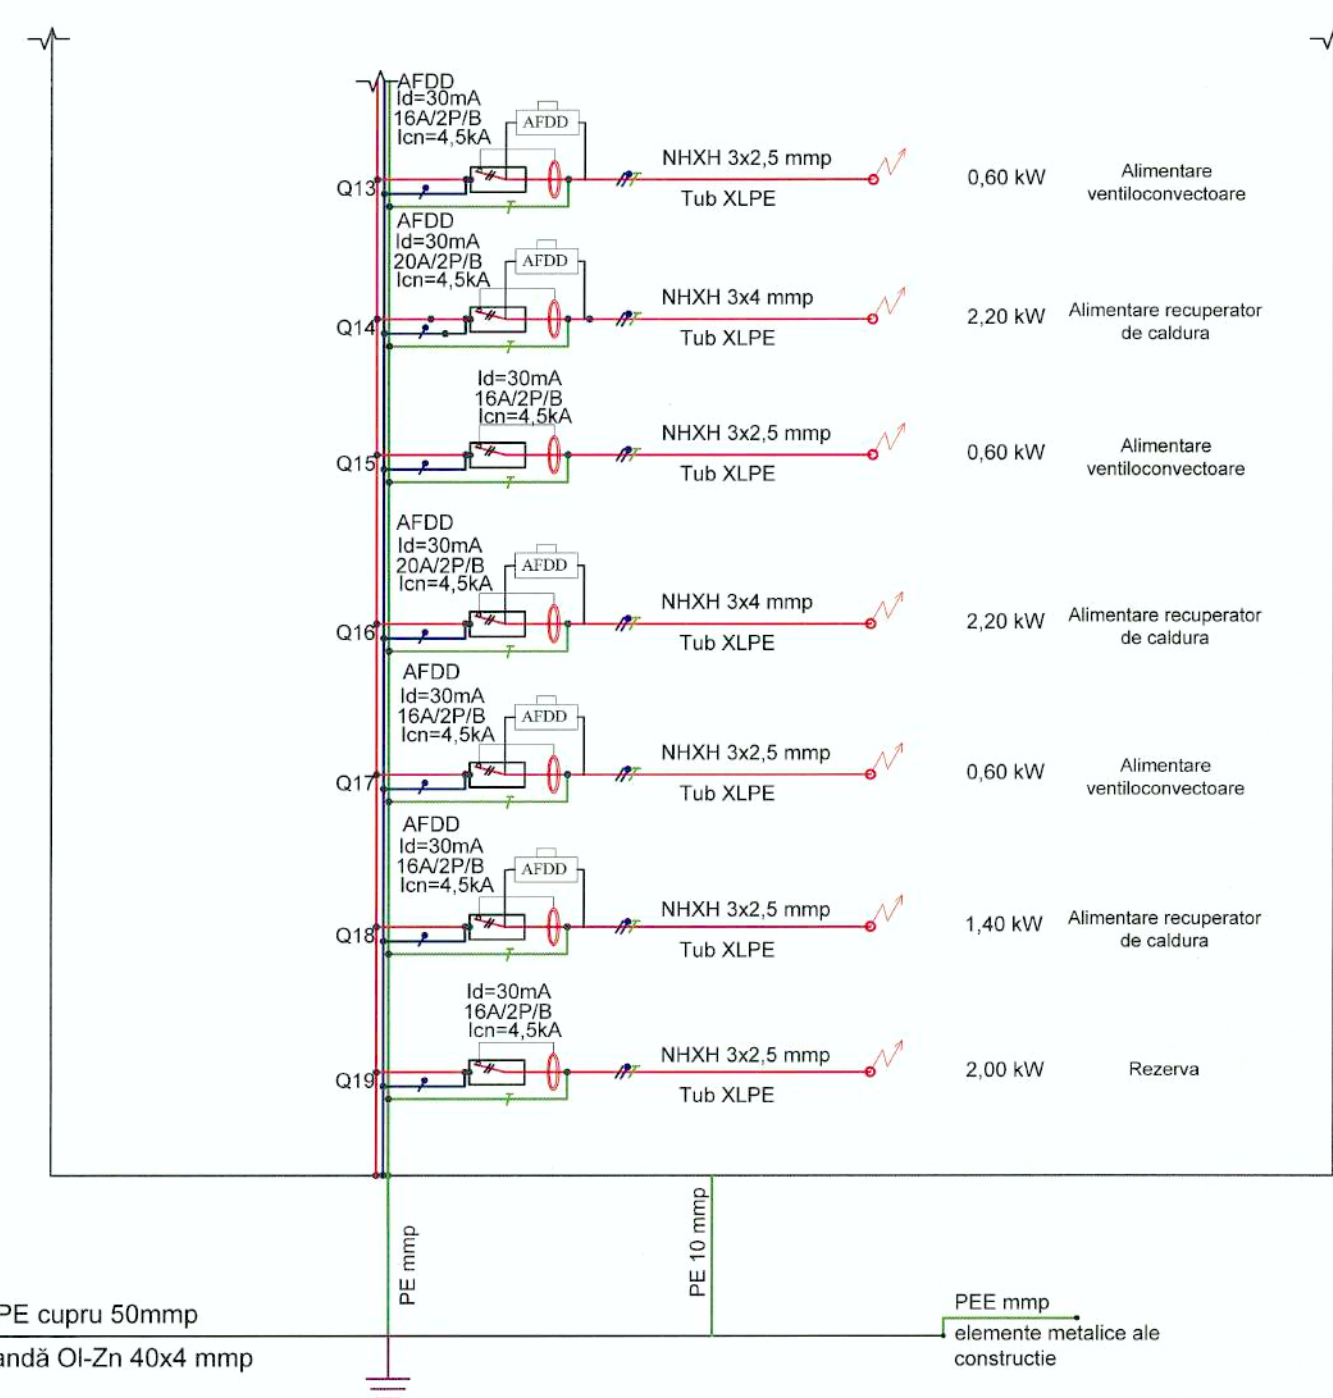 AFDD
Id=30mA
16A/2P/B
Icn=4,5kA
AFDD
Q13
NHXH 3x2,5 mmp
Tub XLPE
0,60 kW
Alimentare
ventiloconvectoare
AFDD
Id=30mA
20A/2P/B
Icn=4,5kA
AFDD
Q14
NHXH 3x4 mmp
Tub XLPE
2,20 kW
Alimentare recuperator
de caldura
Id=30mA
16A/2P/B
Icn=4,5kA
Q15
NHXH 3x2,5 mmp
Tub XLPE
0,60 kW
Alimentare
ventiloconvectoare
AFDD
Id=30mA
20A/2P/B
Icn=4,5kA
AFDD
Q16
NHXH 3x4 mmp
Tub XLPE
2,20 kW
Alimentare recuperator
de caldura
AFDD
Id=30mA
16A/2P/B
Icn=4,5kA
AFDD
Q17
NHXH 3x2,5 mmp
Tub XLPE
0,60 kW
Alimentare
ventiloconvectoare
AFDD
Id=30mA
16A/2P/B
Icn=4,5kA
AFDD
Q18
NHXH 3x2,5 mmp
Tub XLPE
1,40 kW
Alimentare recuperator
de caldura
Id=30mA
16A/2P/B
Icn=4,5kA
Q19
NHXH 3x2,5 mmp
Tub XLPE
2,00 kW
Rezerva
PE mmp
PE 10 mmp
PE cupru 50mmp
andă Ol-Zn 40x4 mmp
PEE mmp
elemente metalice ale
constructie